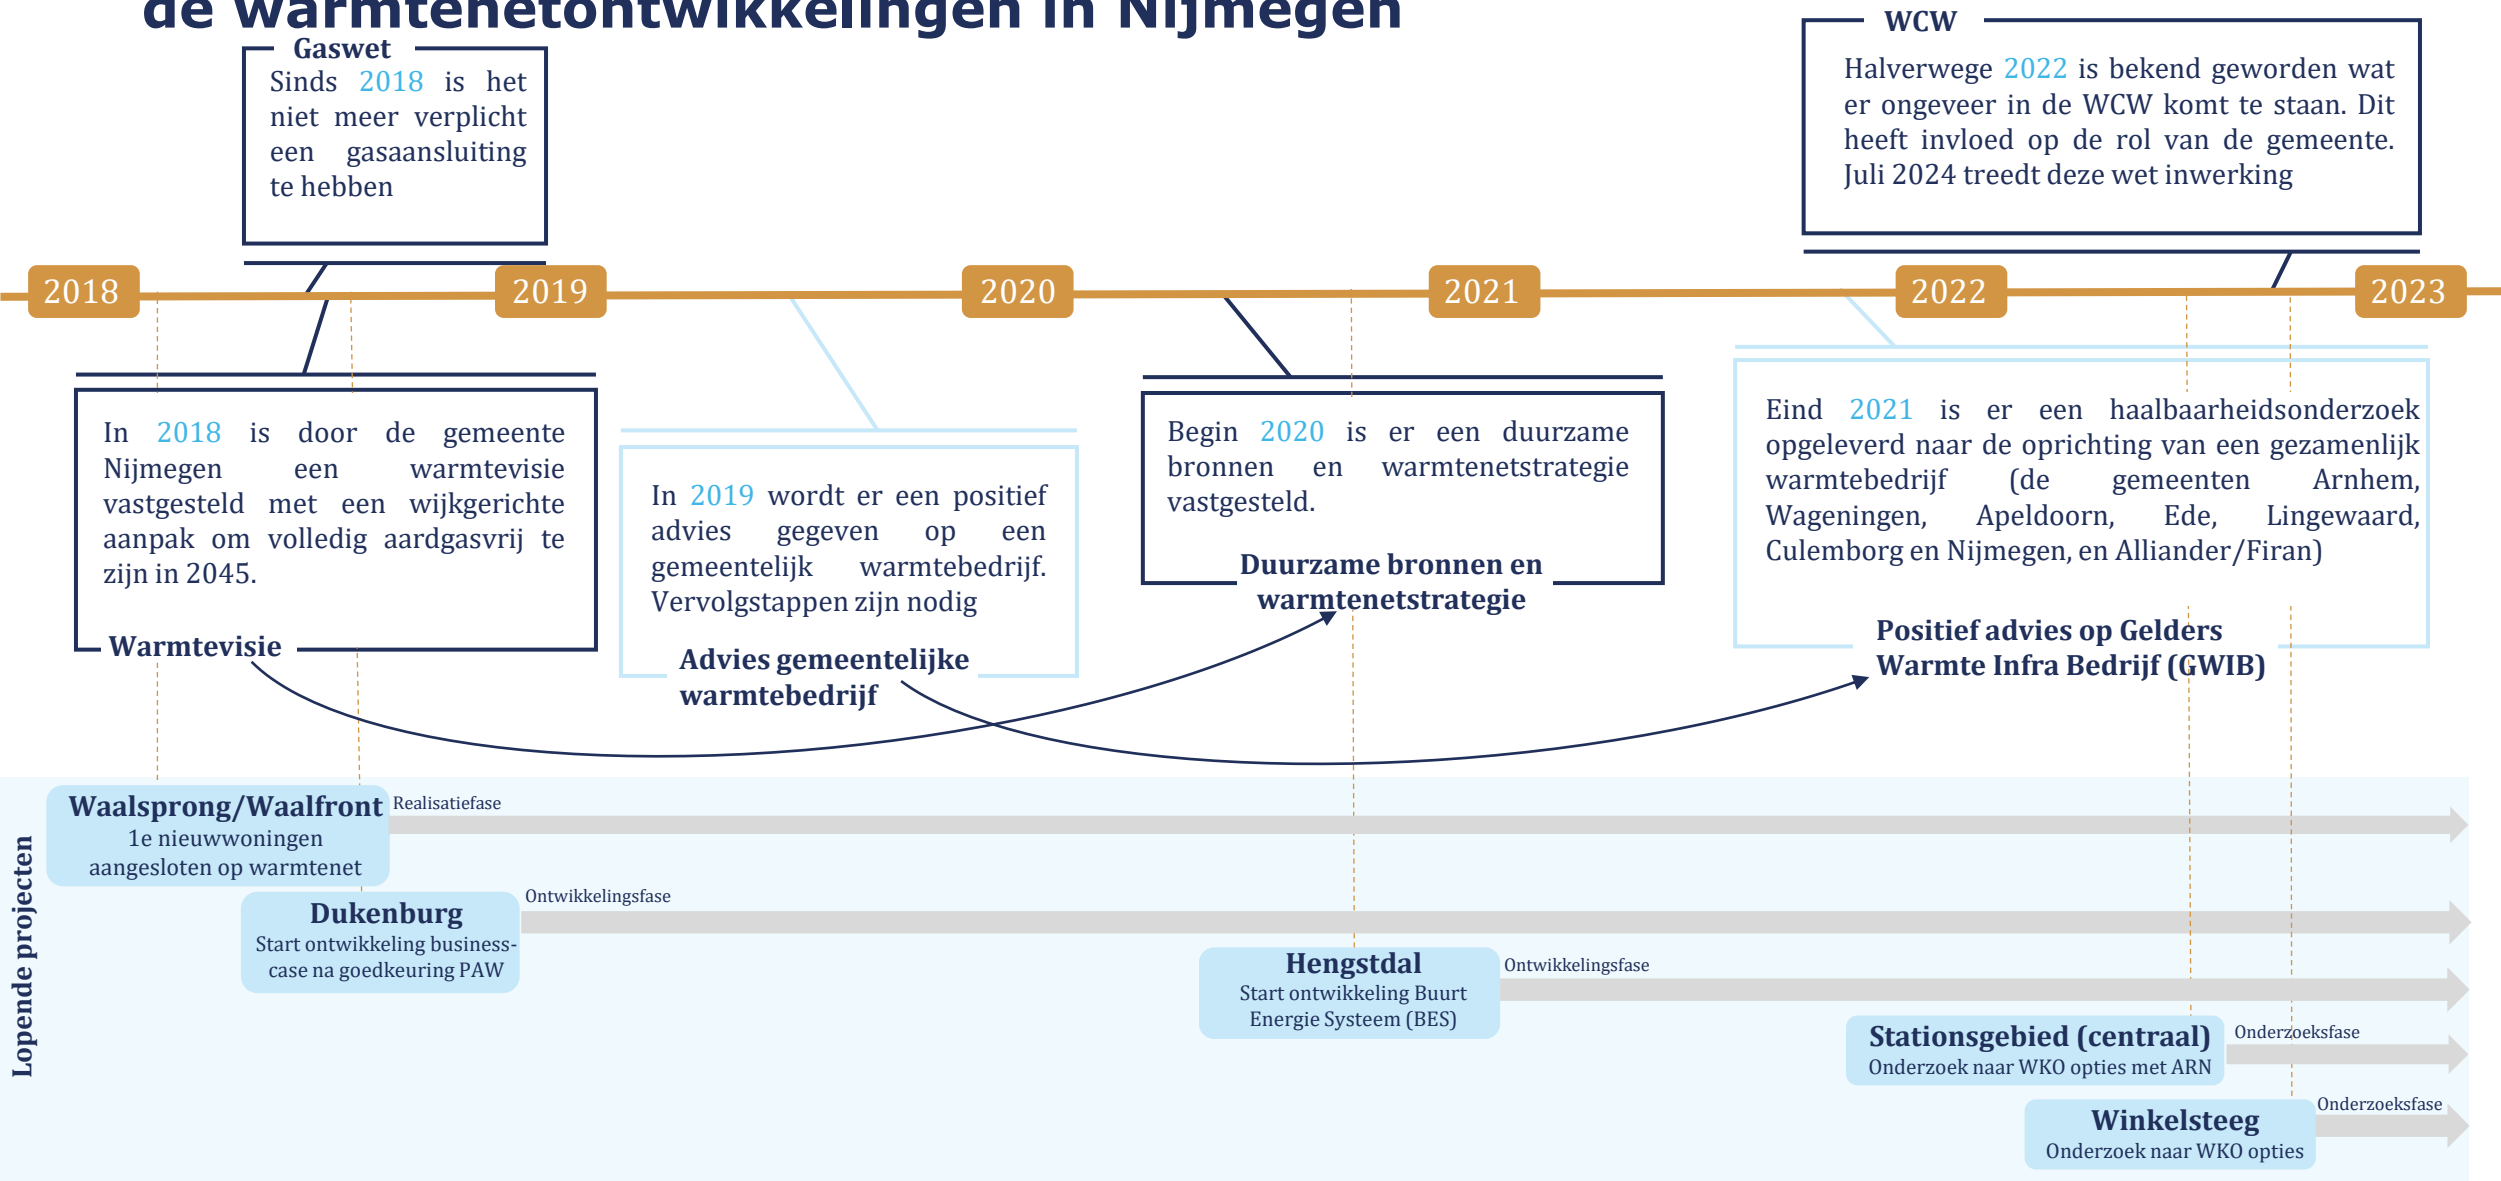 de warmtenetontwikkelingen in Nijmegen
Gaswet
Sinds 2018 is het
niet meer verplicht
een gasaansluiting
te hebben
WCW
Halverwege 2022 is bekend geworden wat
er ongeveer in de WCW komt te staan. Dit
heeft invloed op de rol van de gemeente.
Juli 2024 treedt deze wet inwerking
2018
2019
2020
2021
2022
2023
In 2018 is door de gemeente
Nijmegen een warmtevisie
vastgesteld met een wijkgerichte
aanpak om volledig aardgasvrij te
zijn in 2045.
Warmtevisie
In 2019 wordt er een positief
advies gegeven op een
gemeentelijk warmtebedrijf.
Vervolgstappen zijn nodig
Advies gemeentelijke
warmtebedrijf
Begin 2020 is er een duurzame
bronnen en warmtenetstrategie
vastgesteld.
Duurzame bronnen en
warmtenetstrategie
Eind 2021 is er een haalbaarheidsonderzoek
opgeleverd naar de oprichting van een gezamenlijk
warmtebedrijf (de gemeenten Arnhem,
Wageningen, Apeldoorn, Ede, Lingewaard,
Culemborg en Nijmegen, en Alliander/Firan)
Positief advies op Gelders
Warmte Infra Bedrijf (GWIB)
Lopende projecten
Waalsprong/Waalfront
1e nieuwwoningen
aangesloten op warmtenet
Realisatiefase
Dukenburg
Start ontwikkeling business-
case na goedkeuring PAW
Ontwikkelingsfase
Hengstdal
Start ontwikkeling Buurt
Energie Systeem (BES)
Ontwikkelingsfase
Stationsgebied (centraal)
Onderzoek naar WKO opties met ARN
Onderzoeksfase
Winkelsteeg
Onderzoek naar WKO opties
Onderzoeksfase